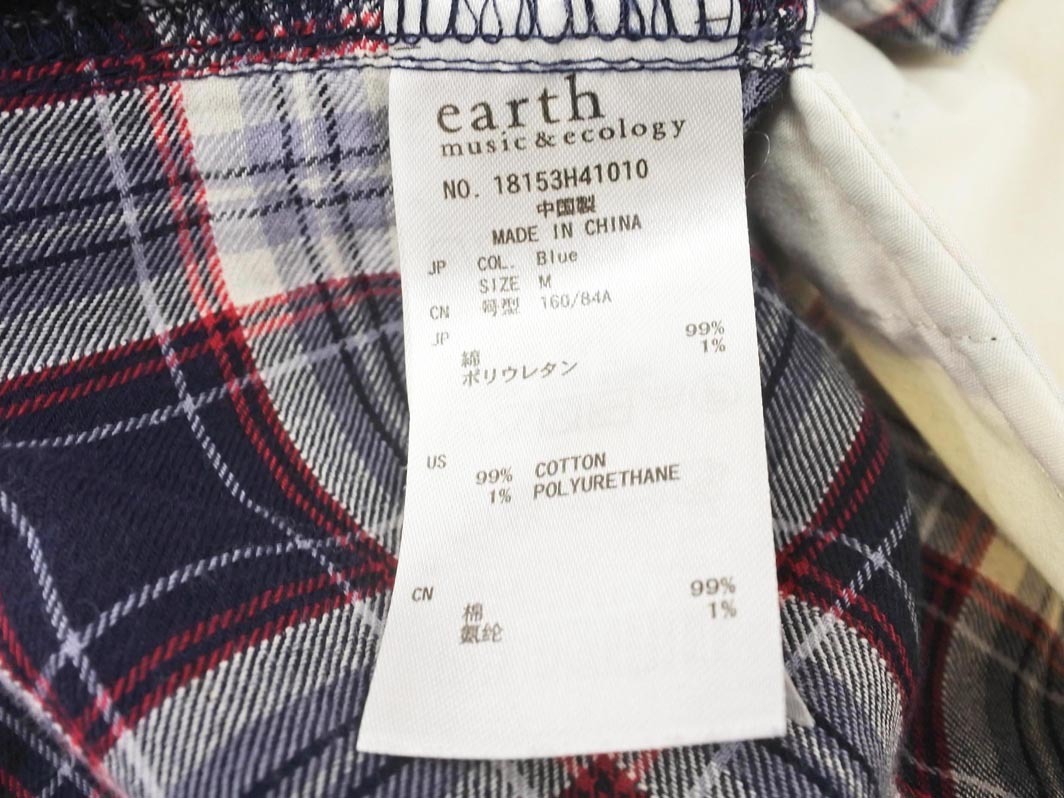 earth
music & ecology
NO. 18153H41010
中国製
MADE IN CHINA
JP COL. Blue
SIZE M
CN 号型 160/84A
JP
綿 99%
ポリウレタン 1%
US
99% COTTON
1% POLYURETHANE
CN
棉 99%
氨纶 1%